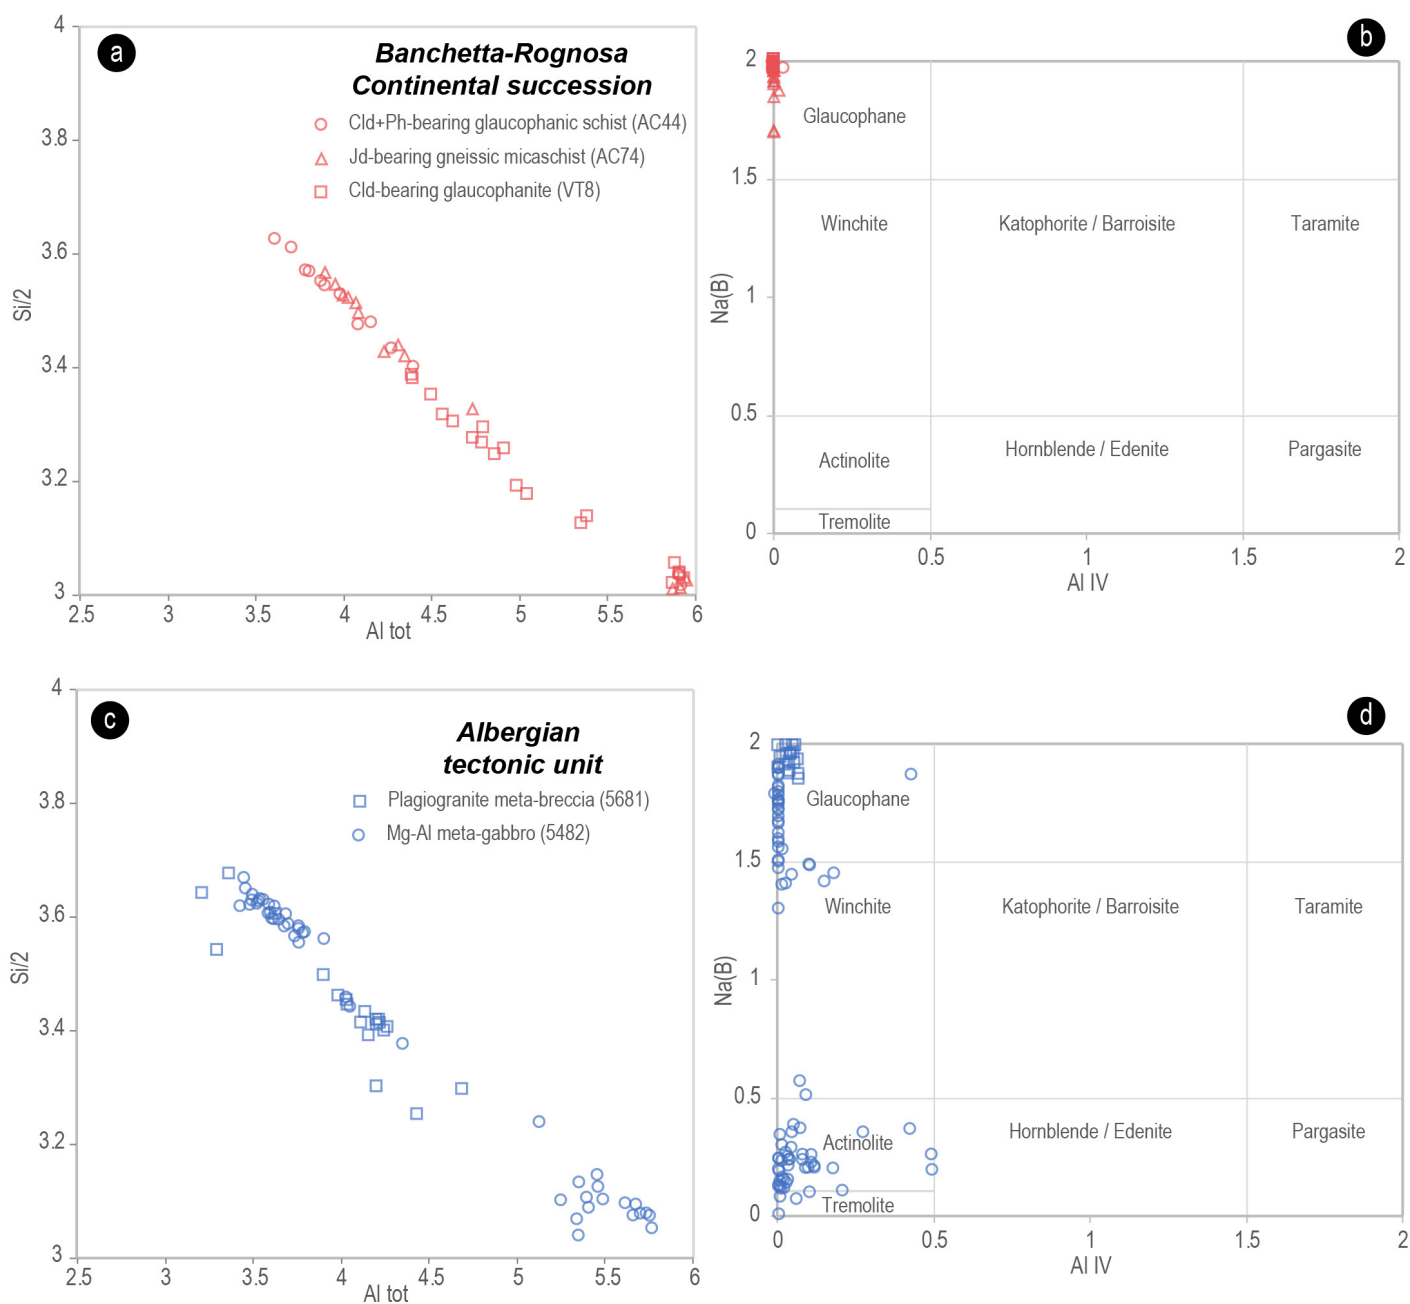 a
Banchetta-Rognosa
Continental succession
Cld+Ph-bearing glaucophanic schist (AC44)
Jd-bearing gneissic micaschist (AC74)
Cld-bearing glaucophanite (VT8)
4
3.8
3.6
3.4
3.2
3
Si/2
2.5 3 3.5 4 4.5 5 5.5 6
Al tot
b
2
1.5
1
0.5
0
Na(B)
Glaucophane
Winchite Katophorite / Barroisite Taramite
Actinolite Hornblende / Edenite Pargasite
Tremolite
0 0.5 1 1.5 2
Al IV
c
Albergian
tectonic unit
Plagiogranite meta-breccia (5681)
Mg-Al meta-gabbro (5482)
4
3.8
3.6
3.4
3.2
3
Si/2
2.5 3 3.5 4 4.5 5 5.5 6
Al tot
d
2
1.5
1
0.5
0
Na(B)
Glaucophane
Winchite Katophorite / Barroisite Taramite
Actinolite Hornblende / Edenite Pargasite
Tremolite
0 0.5 1 1.5 2
Al IV